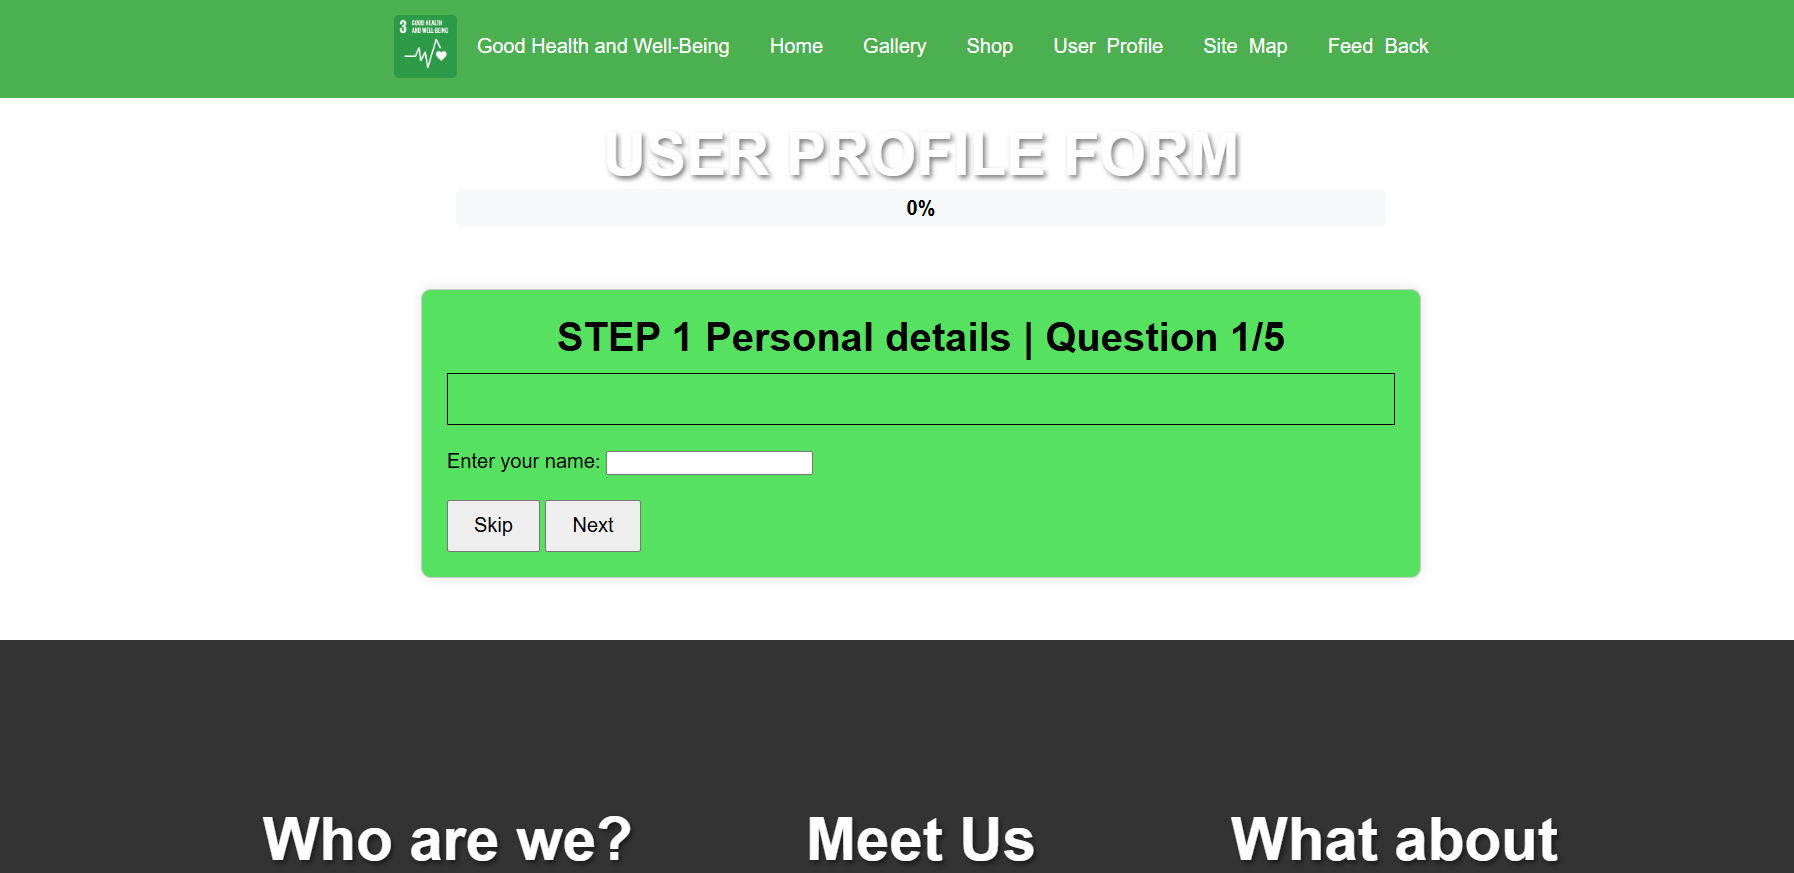 3 GOOD HEALTH
AND WELL-BEING
Good Health and Well-Being Home Gallery Shop User Profile Site Map Feed Back
USER PROFILE FORM
0%
STEP 1 Personal details | Question 1/5
Enter your name:
Skip Next
Who are we? Meet Us What about